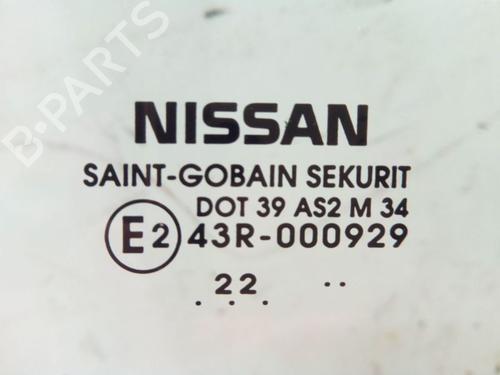 B-PARTS
NISSAN
SAINT-GOBAIN SEKURIT
DOT 39 AS2 M 34
E2 43R-000929
.22. ..
... .